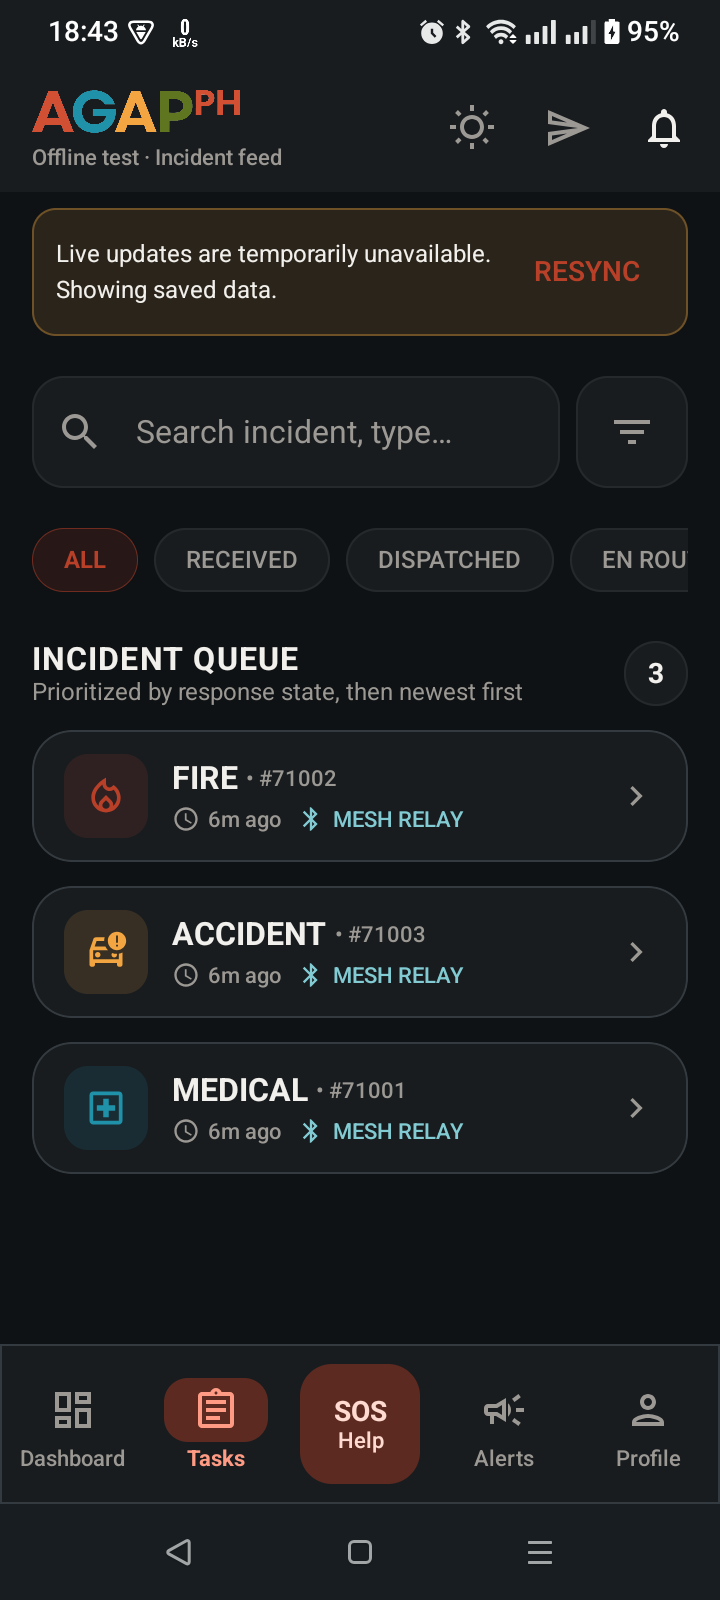 18:43
0
kB/s
95%
AGAPPH
Offline test · Incident feed
Live updates are temporarily unavailable.
Showing saved data.
RESYNC
Search incident, type…
ALL
RECEIVED
DISPATCHED
EN ROU
INCIDENT QUEUE
Prioritized by response state, then newest first
3
FIRE · #71002
6m ago
MESH RELAY
ACCIDENT · #71003
6m ago
MESH RELAY
MEDICAL · #71001
6m ago
MESH RELAY
Dashboard
Tasks
SOS
Help
Alerts
Profile